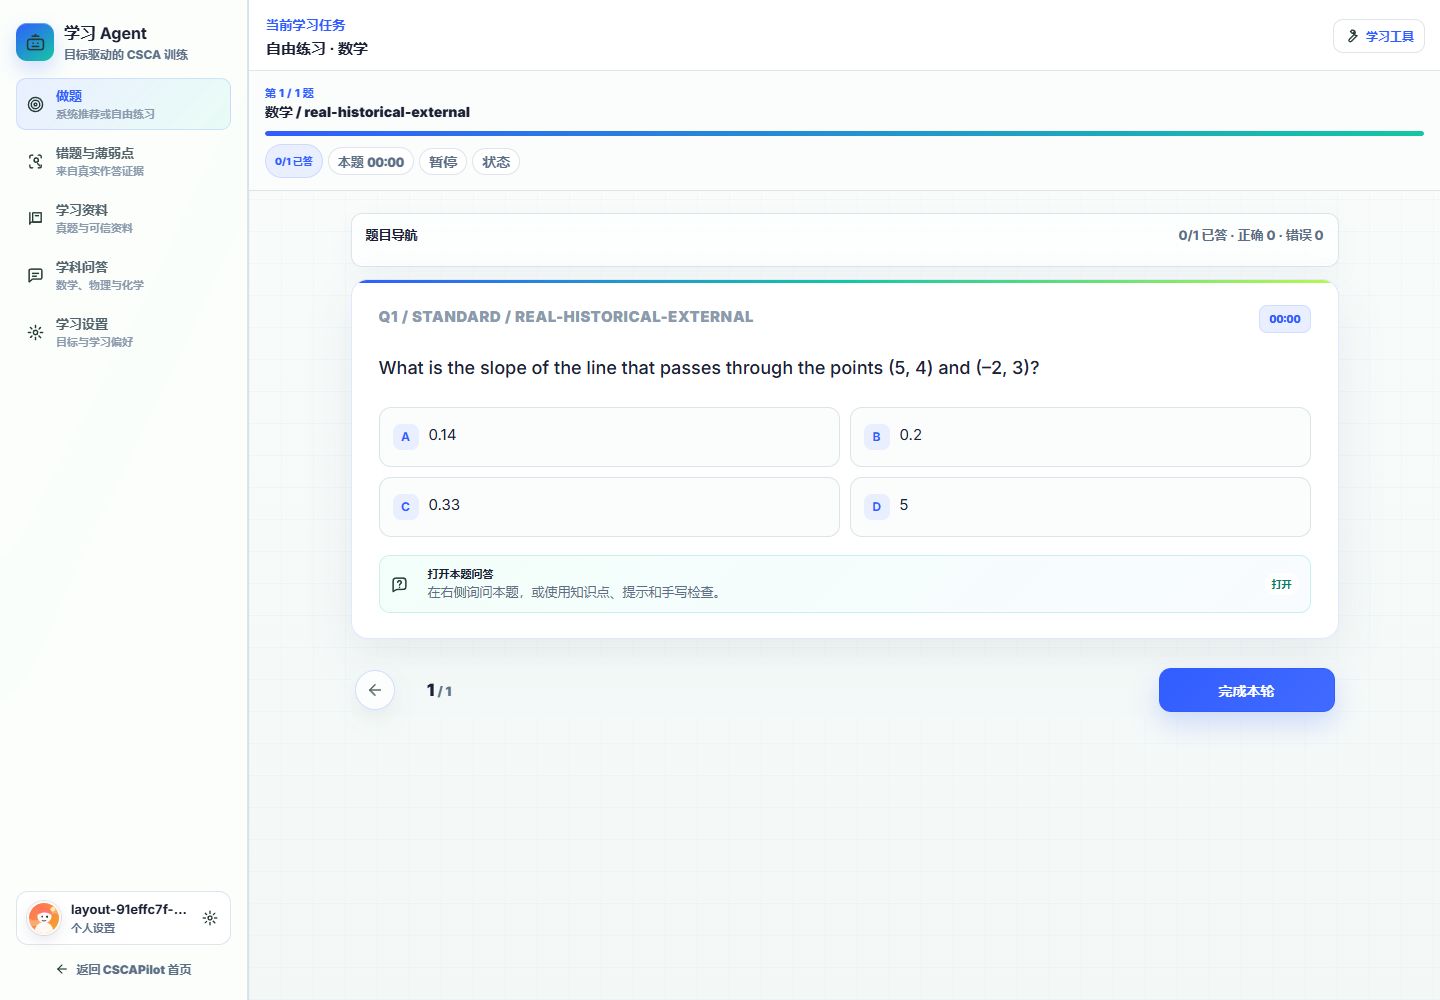 学习 Agent
目标驱动的 CSCA 训练
做题
系统推荐或自由练习
错题与薄弱点
来自真实作答证据
学习资料
真题与可信资料
学科问答
数学、物理与化学
学习设置
目标与学习偏好
layout-91effc7f-...
个人设置
返回 CSCAPilot 首页
当前学习任务
自由练习 · 数学
学习工具
第 1 / 1 题
数学 / real-historical-external
0/1 已答
本题 00:00
暂停
状态
题目导航
0/1 已答 · 正确 0 · 错误 0
Q1 / STANDARD / REAL-HISTORICAL-EXTERNAL
00:00
What is the slope of the line that passes through the points (5, 4) and (–2, 3)?
A 0.14
B 0.2
C 0.33
D 5
打开本题问答
在右侧询问本题，或使用知识点、提示和手写检查。
打开
1 / 1
完成本轮